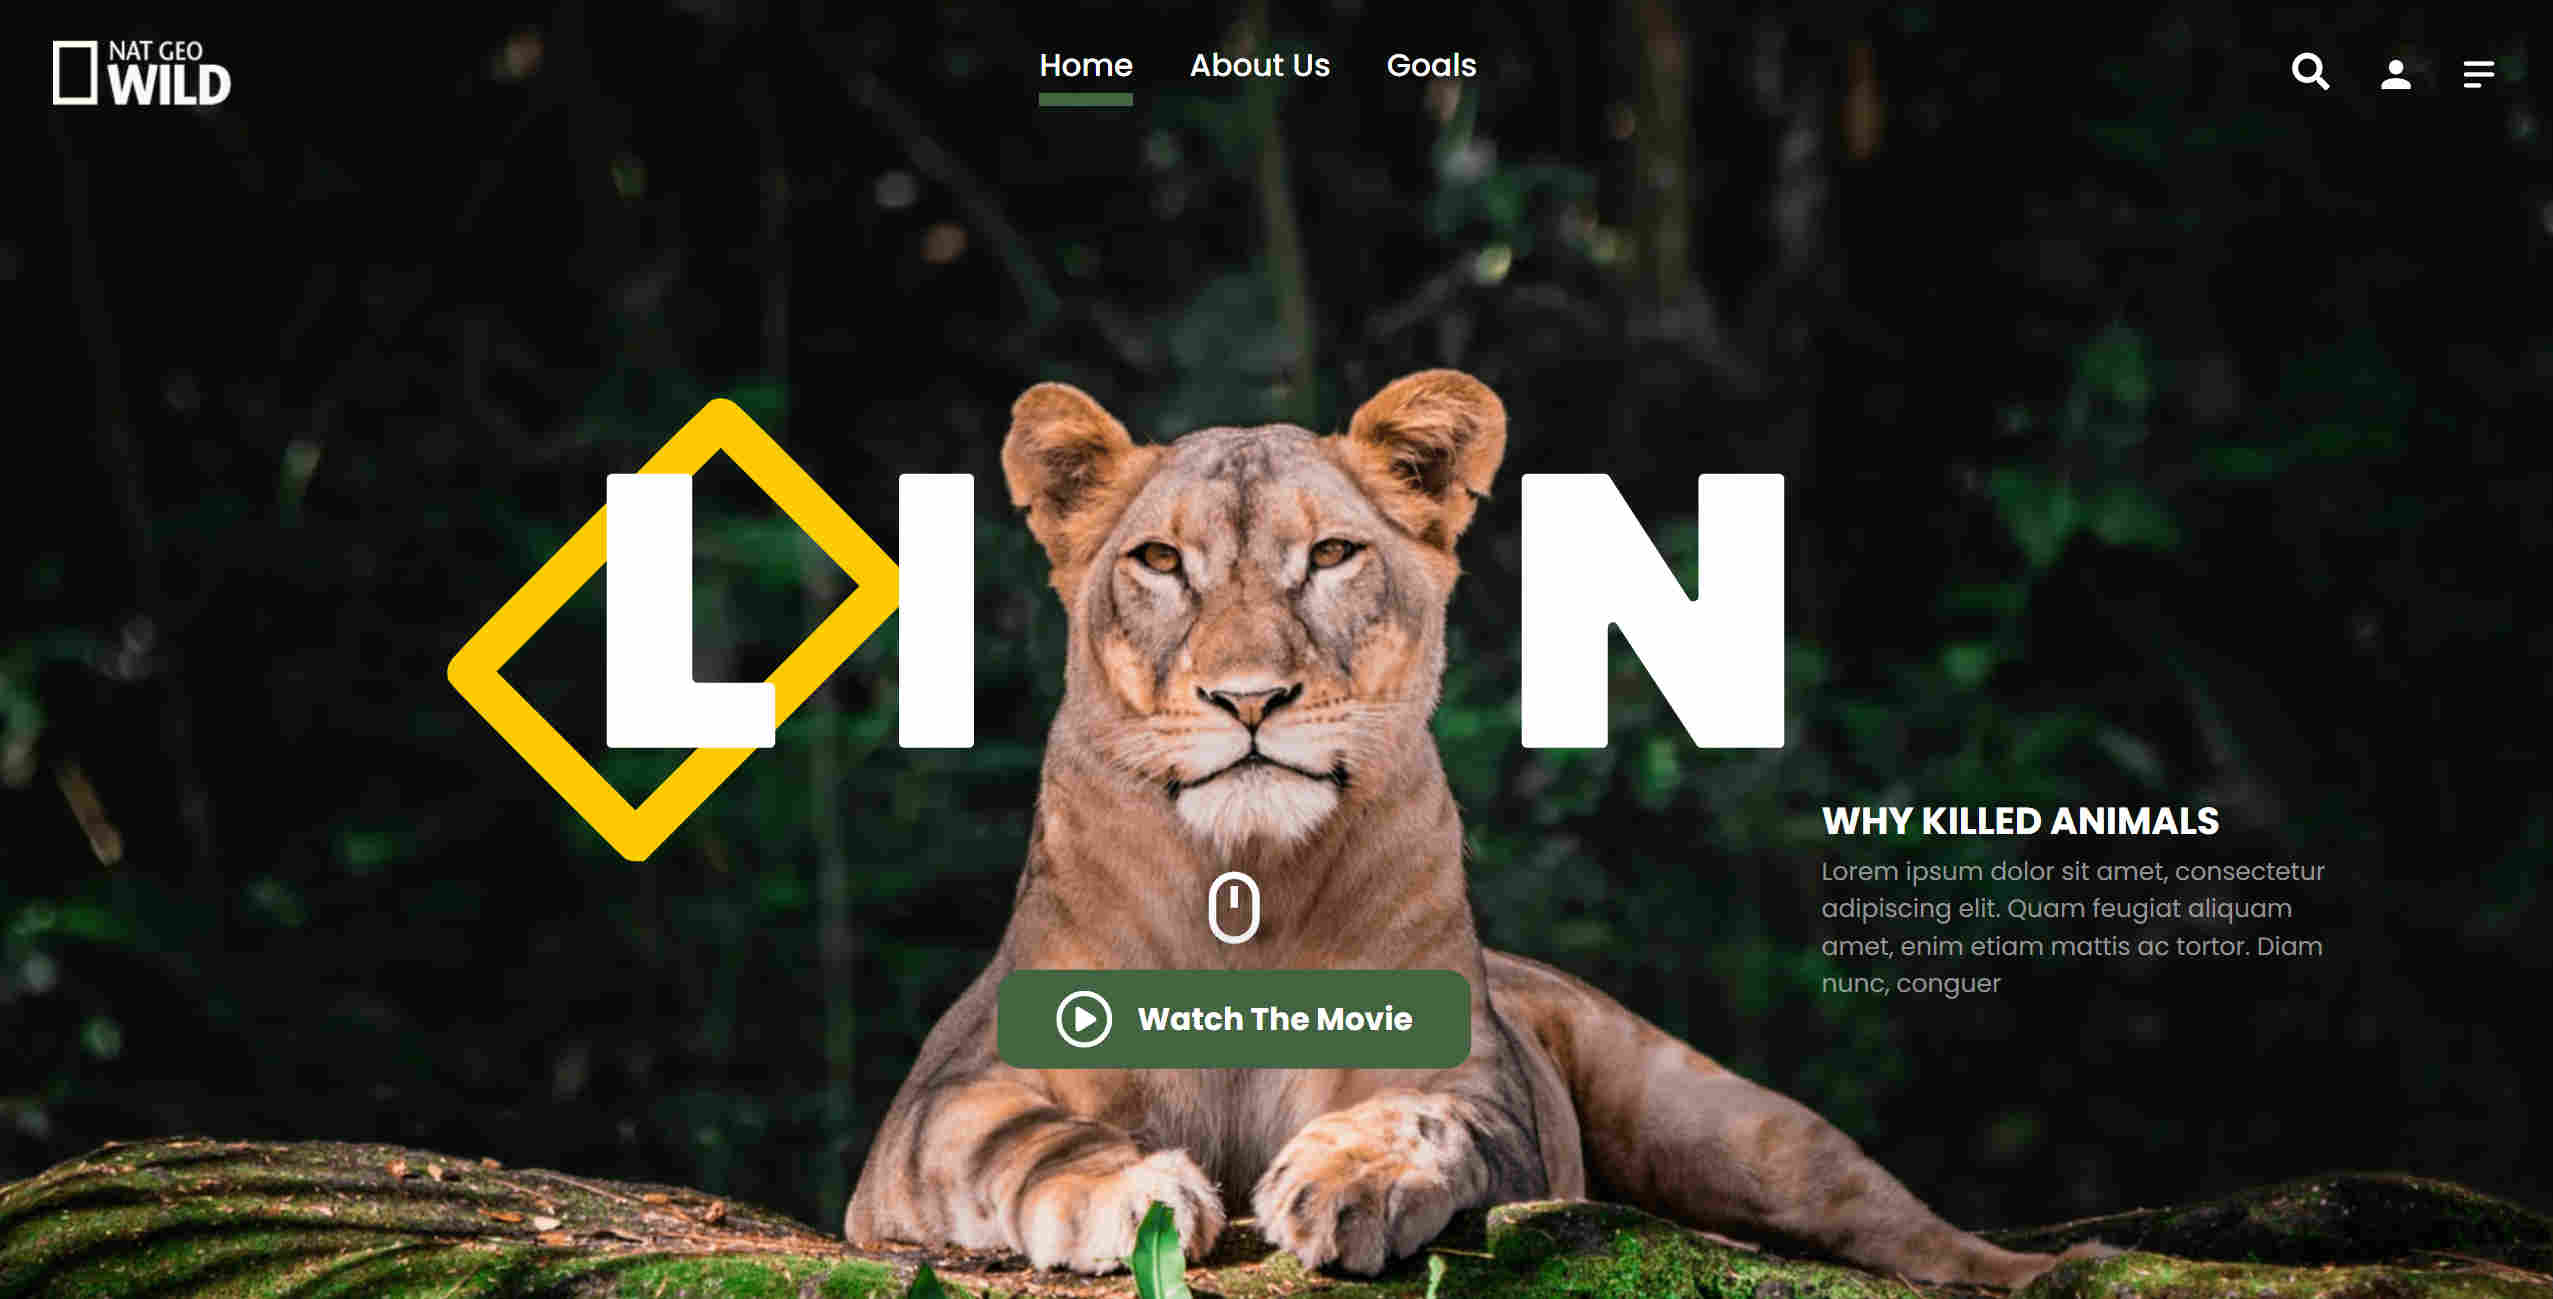 NAT GEO
WILD
Home About Us Goals
LI N
WHY KILLED ANIMALS
Lorem ipsum dolor sit amet, consectetur
adipiscing elit. Quam feugiat aliquam
amet, enim etiam mattis ac tortor. Diam
nunc, conguer
Watch The Movie